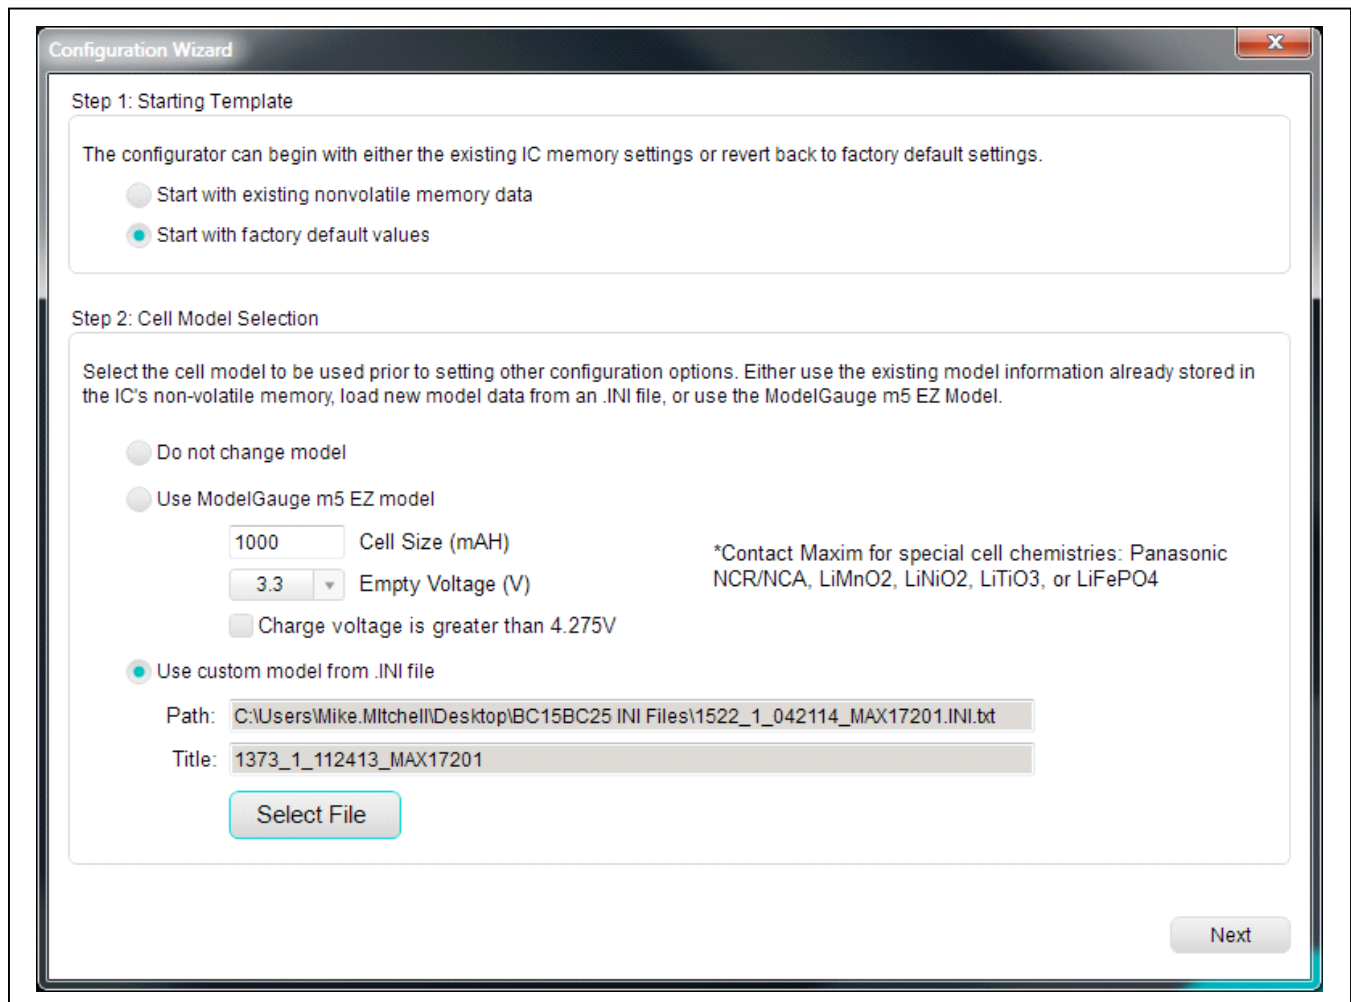 Configuration Wizard
Step 1: Starting Template
The configurator can begin with either the existing IC memory settings or revert back to factory default settings.
Start with existing nonvolatile memory data
Start with factory default values
Step 2: Cell Model Selection
Select the cell model to be used prior to setting other configuration options. Either use the existing model information already stored in
the IC's non-volatile memory, load new model data from an .INI file, or use the ModelGauge m5 EZ Model.
Do not change model
Use ModelGauge m5 EZ model
1000 Cell Size (mAH)
3.3 Empty Voltage (V)
*Contact Maxim for special cell chemistries: Panasonic
NCR/NCA, LiMnO2, LiNiO2, LiTiO3, or LiFePO4
Charge voltage is greater than 4.275V
Use custom model from .INI file
Path: C:\Users\Mike.MItchell\Desktop\BC15BC25 INI Files\1522_1_042114_MAX17201.INI.txt
Title: 1373_1_112413_MAX17201
Select File
Next